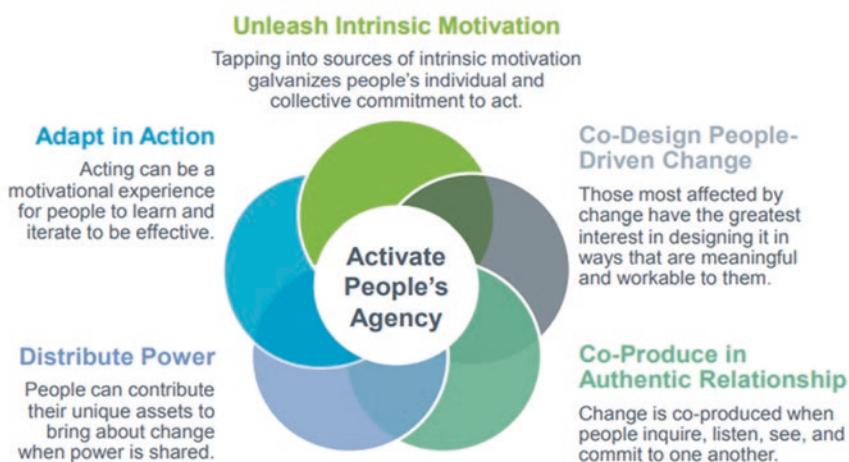 Unleash Intrinsic Motivation
Tapping into sources of intrinsic motivation
galvanizes people's individual and
collective commitment to act.
Adapt in Action
Acting can be a
motivational experience
for people to learn and
iterate to be effective.
Co-Design People-
Driven Change
Those most affected by
change have the greatest
interest in designing it in
ways that are meaningful
and workable to them.
Activate
People's
Agency
Distribute Power
People can contribute
their unique assets to
bring about change
when power is shared.
Co-Produce in
Authentic Relationship
Change is co-produced when
people inquire, listen, see, and
commit to one another.